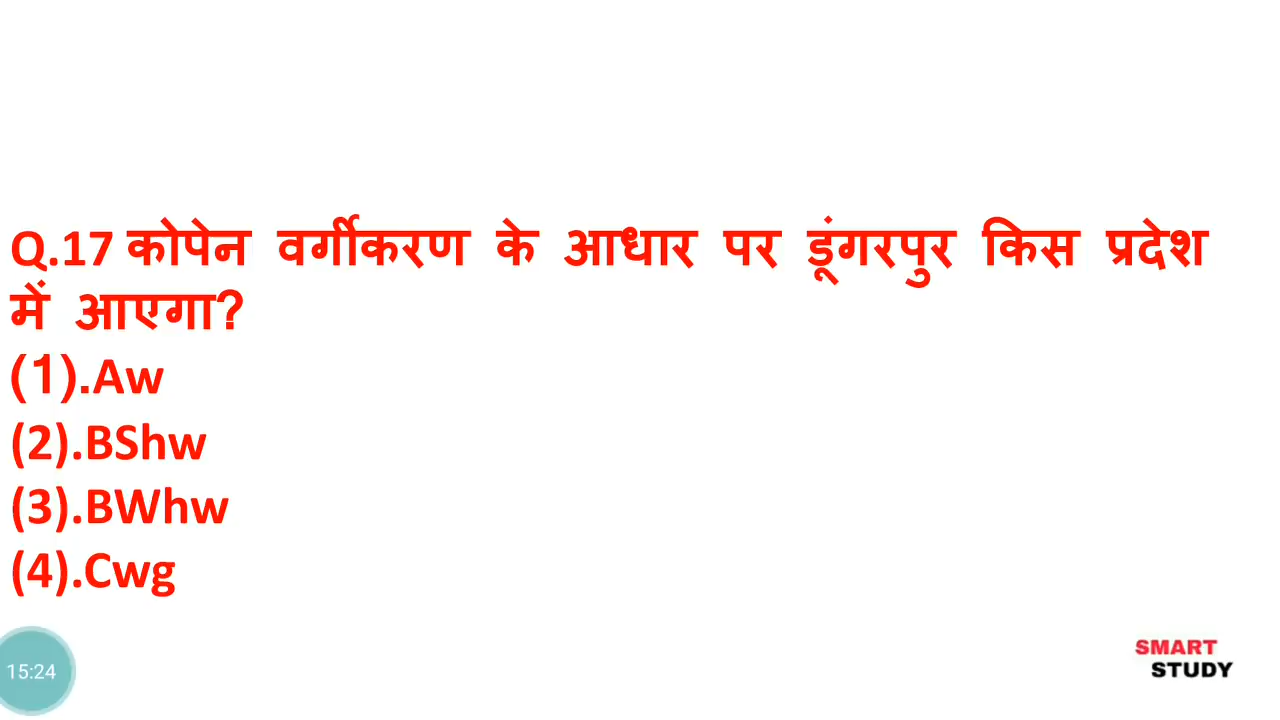 Q.17 कोपेन वर्गीकरण के आधार पर डूंगरपुर किस प्रदेश
में आएगा?
(1).Aw
(2).BShw
(3).BWhw
(4).Cwg
15:24
SMART
STUDY